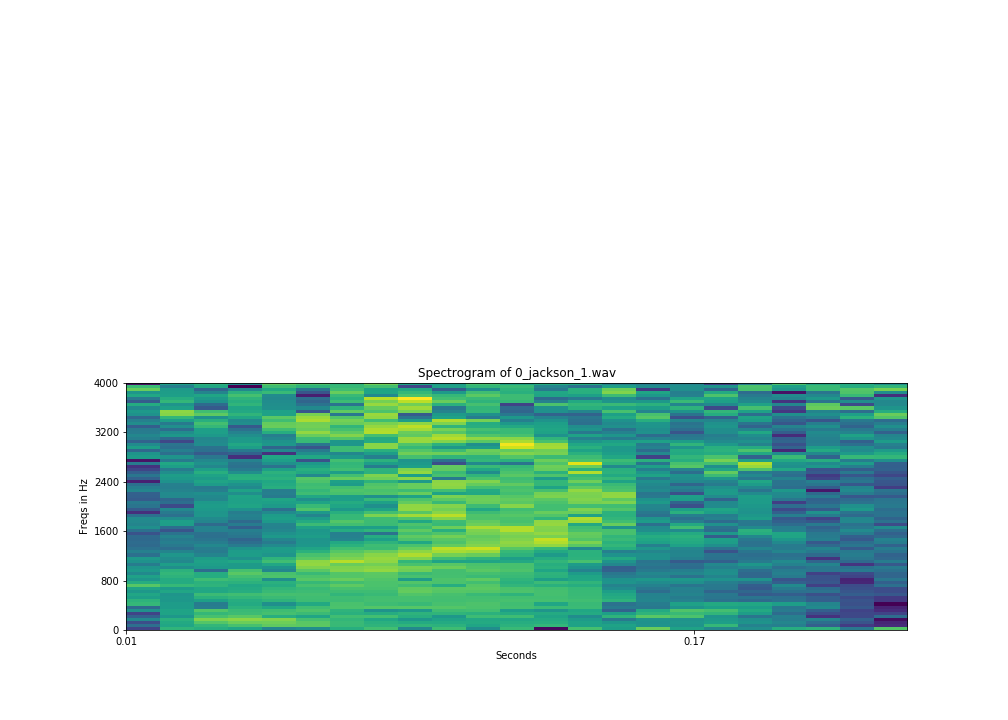 Spectrogram of 0_jackson_1.wav
4000
3200
2400
1600
800
0
Freqs in Hz
0.01 0.17
Seconds